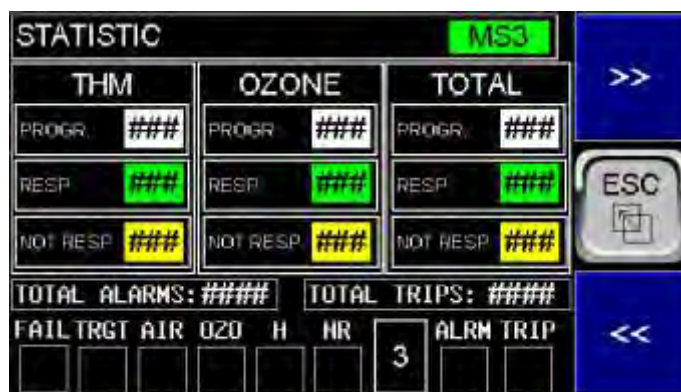 STATISTIC MS3
>>
THM OZONE TOTAL
PROGR. ### PROGR ### PROGR. ###
RESP ### RESP ### RESP ###
ESC
NOT RESP ### NOT RESP ### NOT RESP ###
TOTAL ALARMS: #### TOTAL TRIPS: ####
FAIL TRGT AIR OZO H NR 3 ALRM TRIP
<<